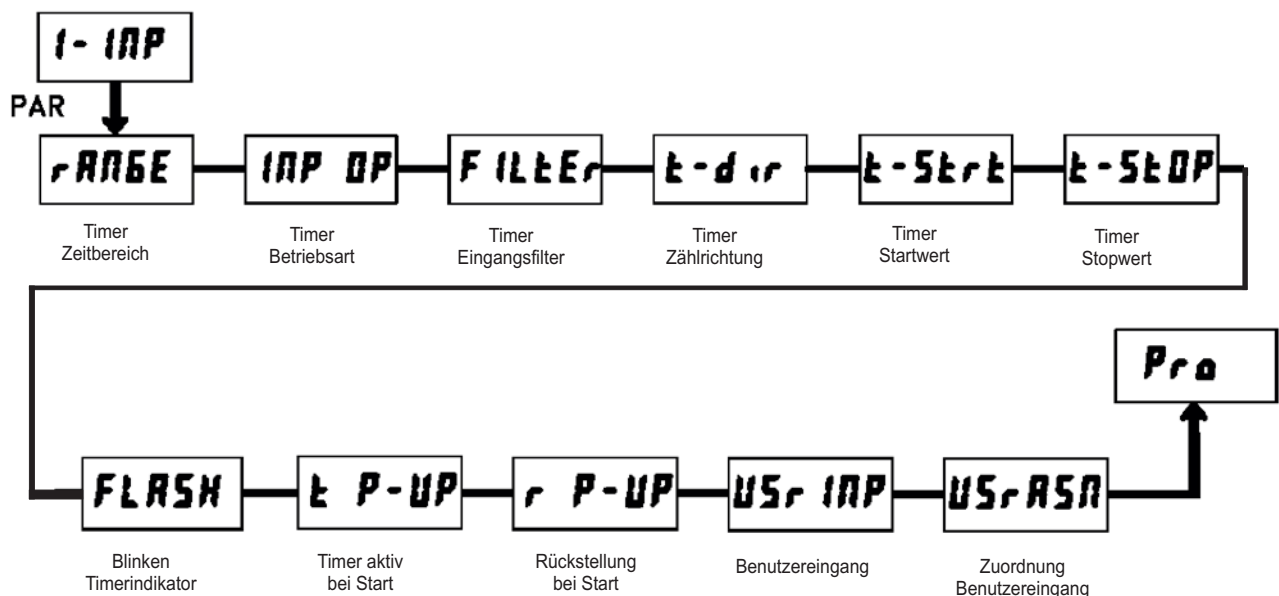 1-INP
PAR
rANGE
INP OP
FILtEr
t-dir
t-Strt
t-StOP
Timer
Zeitbereich
Timer
Betriebsart
Timer
Eingangsfilter
Timer
Zählrichtung
Timer
Startwert
Timer
Stopwert
Pro
FLASH
t P-UP
r P-UP
USr INP
USrASN
Blinken
Timerindikator
Timer aktiv
bei Start
Rückstellung
bei Start
Benutzereingang
Zuordnung
Benutzereingang